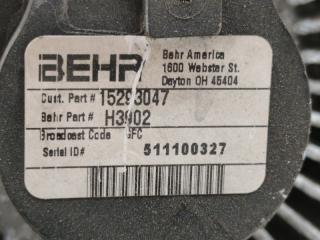 BEHR
Behr America
1600 Webster St.
Dayton OH 45404
Cust. Part # 15293047
Behr Part # H3902
Broadcast Code GFC
Serial ID# 511100327